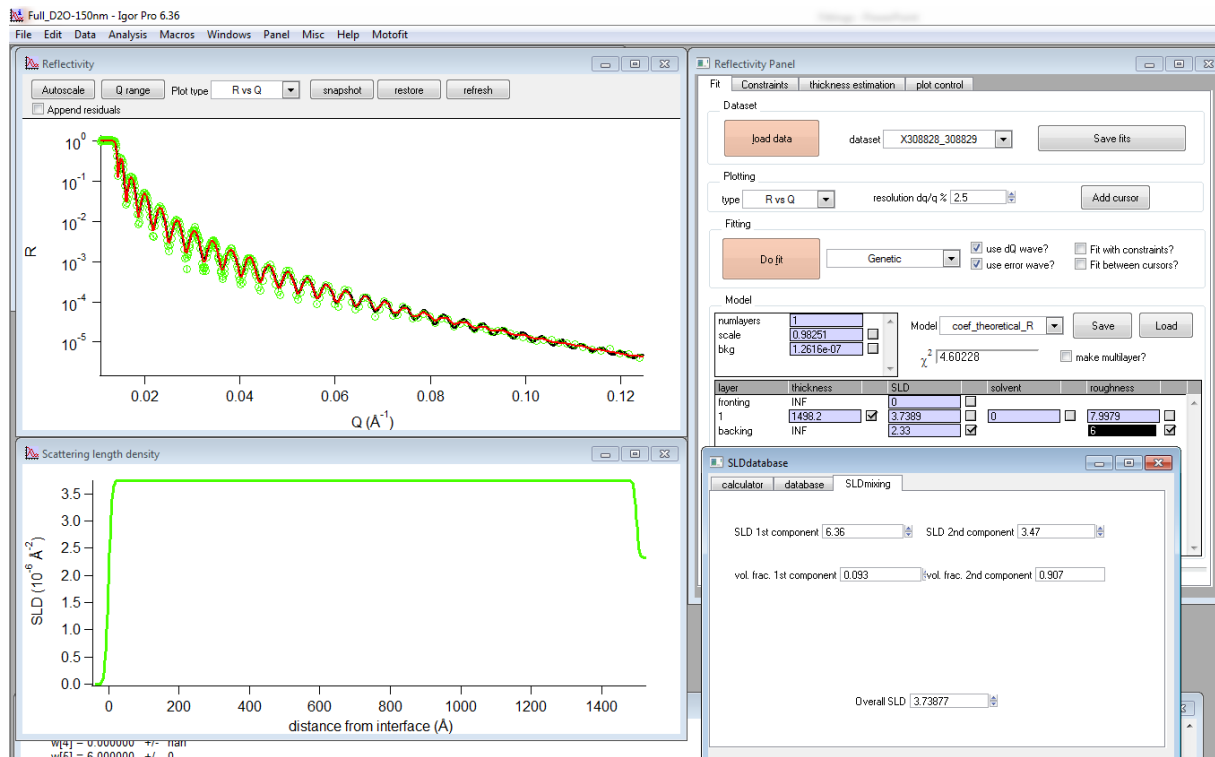 Full_D2O-150nm - Igor Pro 6.36
File Edit Data Analysis Macros Windows Panel Misc Help Motofit
Reflectivity
Autoscale Q range Plot type R vs Q snapshot restore refresh
Append residuals
10^0
10^-1
10^-2
10^-3
10^-4
10^-5
R
0.02 0.04 0.06 0.08 0.10 0.12
Q (Å^-1)
Scattering length density
3.5
3.0
2.5
2.0
1.5
1.0
0.5
0.0
SLD (10^-6 Å^-2)
0 200 400 600 800 1000 1200 1400
distance from interface (Å)
w[4] = 0.000000 +/- nan
w[5] = 6.000000 +/- 0
Reflectivity Panel
Fit Constraints thickness estimation plot control
Dataset
load data dataset X308828_308829 Save fits
Plotting
type R vs Q resolution dq/q % 2.5 Add cursor
Fitting
Do fit Genetic
use dQ wave? Fit with constraints?
use error wave? Fit between cursors?
Model
numlayers 1
scale 0.98251
bkg 1.2616e-07
Model coef_theoretical_R Save Load
χ^2 4.60228 make multilayer?
layer thickness SLD solvent roughness
fronting INF 0
1 1498.2 3.7389 0 7.9979
backing INF 2.33 6
SLDdatabase
calculator database SLDmixing
SLD 1st component 6.36 SLD 2nd component 3.47
vol. frac. 1st component 0.093 vol. frac. 2nd component 0.907
Overall SLD 3.73877